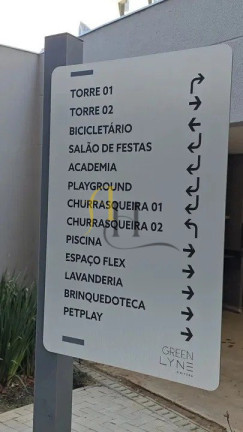 TORRE 01
TORRE 02
BICICLETÁRIO
SALÃO DE FESTAS
ACADEMIA
PLAYGROUND
CHURRASQUEIRA 01
CHURRASQUEIRA 02
PISCINA
ESPAÇO FLEX
LAVANDERIA
BRINQUEDOTECA
PETPLAY
GREEN
LYNE